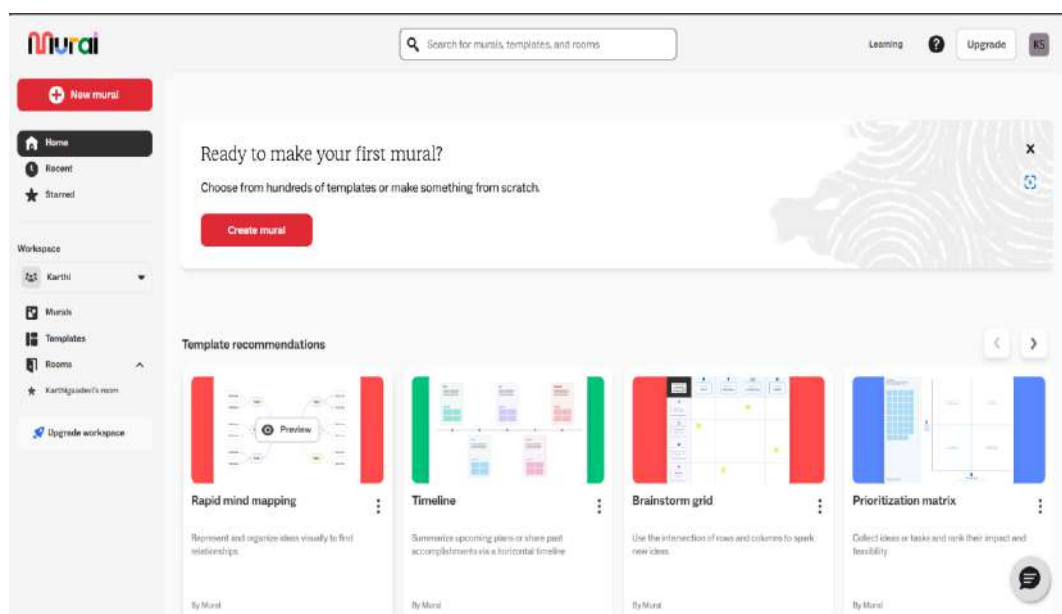 Mural
Search for murals, templates, and rooms
Learning
?
Upgrade
KS
New mural
Home
Recent
Starred
Workspace
Karthi
Murals
Templates
Rooms
Upgrade workspace
Ready to make your first mural?
Choose from hundreds of templates or make something from scratch.
Create mural
Template recommendations
Preview
Rapid mind mapping
Represent and organize ideas visually to find
relationships
By Mural
Timeline
Summarize upcoming plans or share past
accomplishments via a horizontal timeline
By Mural
Brainstorm grid
Use the intersection of rows and columns to spark
new ideas
By Mural
Prioritization matrix
Collect ideas or tasks and rank their impact and
feasibility
By Mural